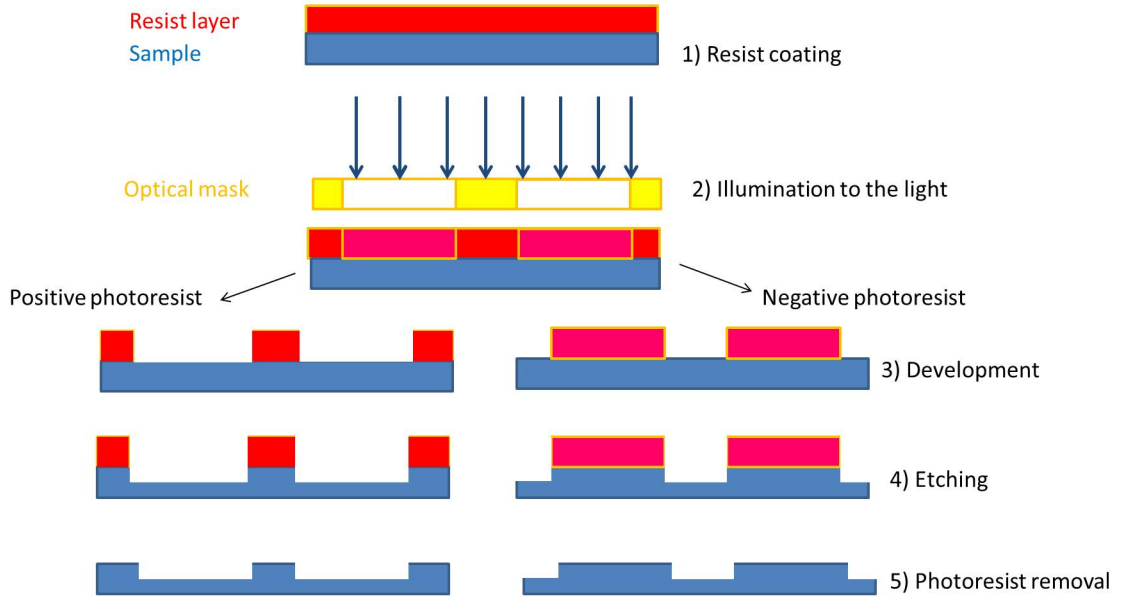 Resist layer
Sample
1) Resist coating
Optical mask
2) Illumination to the light
Positive photoresist
Negative photoresist
3) Development
4) Etching
5) Photoresist removal